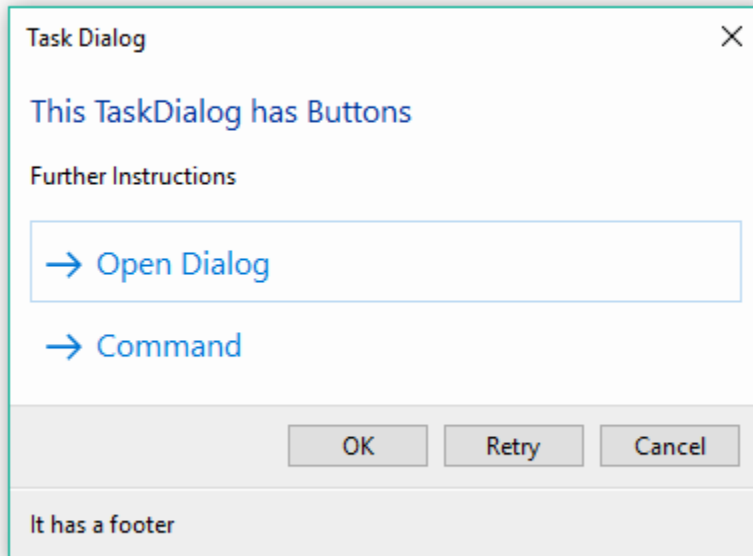 Task Dialog
This TaskDialog has Buttons
Further Instructions
Open Dialog
Command
OK Retry Cancel
It has a footer